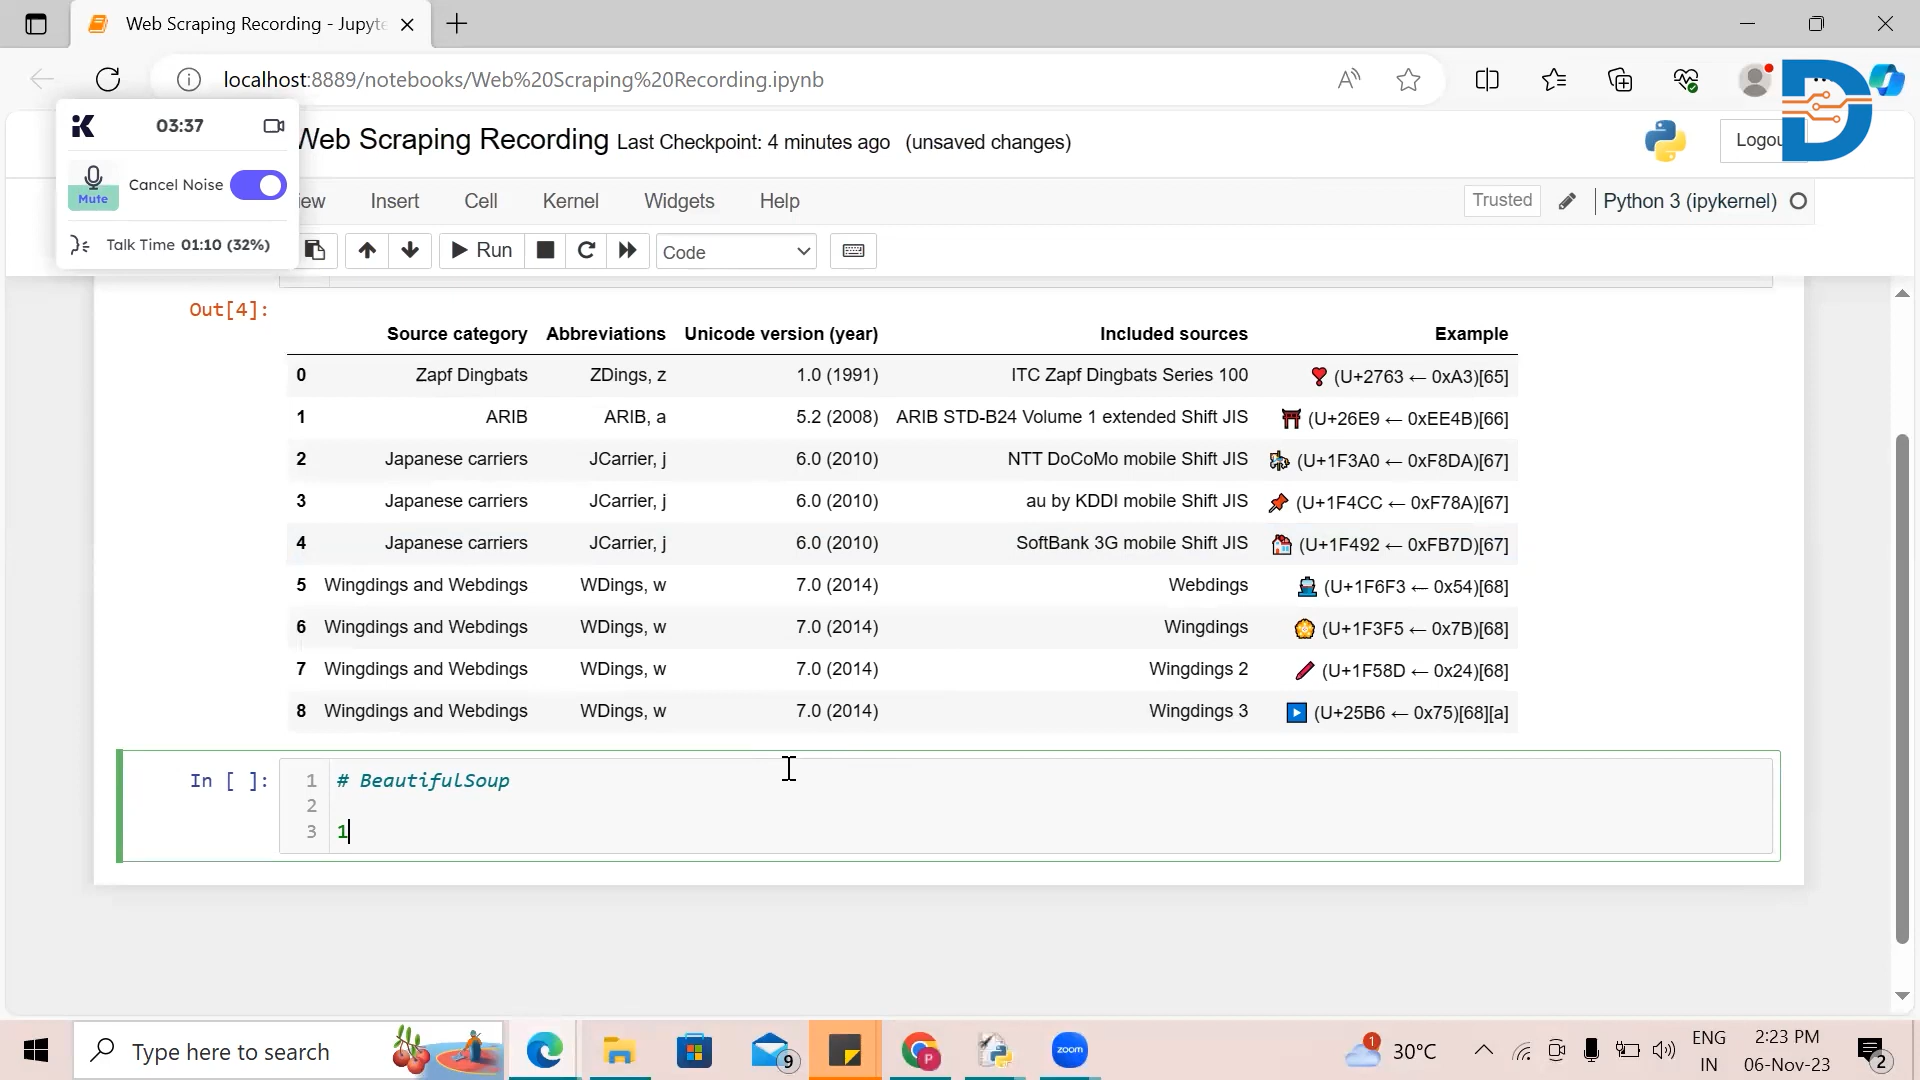 Web Scraping Recording - Jupyte
localhost:8889/notebooks/Web%20Scraping%20Recording.ipynb
03:37
Mute
Cancel Noise
Talk Time 01:10 (32%)
Web Scraping Recording Last Checkpoint: 4 minutes ago (unsaved changes)
Logou
iew Insert Cell Kernel Widgets Help
Trusted
Python 3 (ipykernel)
Run
Code
Out[4]:
Source category Abbreviations Unicode version (year) Included sources Example
0 Zapf Dingbats ZDings, z 1.0 (1991) ITC Zapf Dingbats Series 100 ❣ (U+2763 ← 0xA3)[65]
1 ARIB ARIB, a 5.2 (2008) ARIB STD-B24 Volume 1 extended Shift JIS ⛩ (U+26E9 ← 0xEE4B)[66]
2 Japanese carriers JCarrier, j 6.0 (2010) NTT DoCoMo mobile Shift JIS 🎠 (U+1F3A0 ← 0xF8DA)[67]
3 Japanese carriers JCarrier, j 6.0 (2010) au by KDDI mobile Shift JIS 📌 (U+1F4CC ← 0xF78A)[67]
4 Japanese carriers JCarrier, j 6.0 (2010) SoftBank 3G mobile Shift JIS 💒 (U+1F492 ← 0xFB7D)[67]
5 Wingdings and Webdings WDings, w 7.0 (2014) Webdings 🛳 (U+1F6F3 ← 0x54)[68]
6 Wingdings and Webdings WDings, w 7.0 (2014) Wingdings 🏵 (U+1F3F5 ← 0x7B)[68]
7 Wingdings and Webdings WDings, w 7.0 (2014) Wingdings 2 🖍 (U+1F58D ← 0x24)[68]
8 Wingdings and Webdings WDings, w 7.0 (2014) Wingdings 3 ▶ (U+25B6 ← 0x75)[68][a]
In [ ]:
1 # BeautifulSoup
2
3 1
Type here to search
9
P
zoom
1
30°C
ENG
IN
2:23 PM
06-Nov-23
2